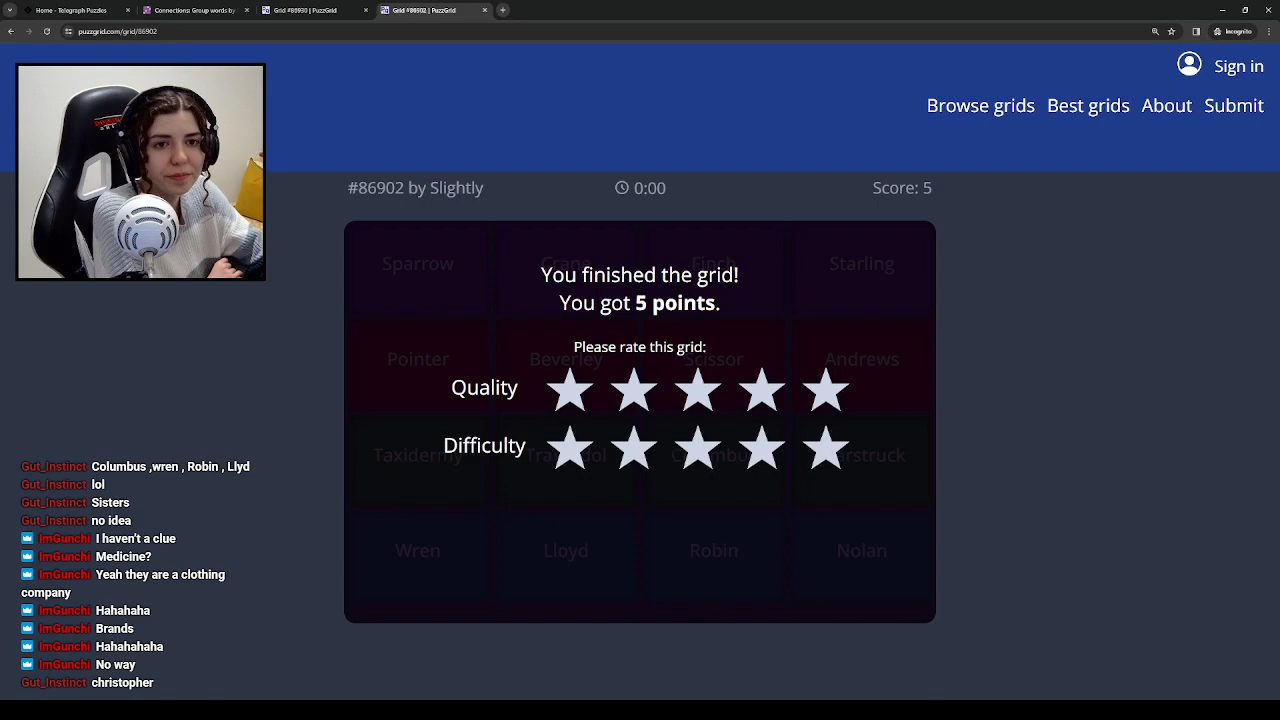 Home - Telegraph Puzzles
Connections: Group words by
Grid #86930 | PuzzGrid
Grid #86902 | PuzzGrid
puzzgrid.com/grid/86902
Incognito
Sign in
Browse grids Best grids About Submit
#86902 by Slightly
0:00
Score: 5
Sparrow Crane Finch Starling
You finished the grid!
You got 5 points.
Please rate this grid:
Pointer Beverley Scissor Andrews
Quality
Difficulty
Taxidermy
Wren Lloyd Robin Nolan
Gut_Instinct Columbus ,wren , Robin , Llyd
Gut_Instinct lol
Gut_Instinct Sisters
Gut_Instinct no idea
ImGunchi I haven't a clue
ImGunchi Medicine?
ImGunchi Yeah they are a clothing
company
ImGunchi Hahahaha
ImGunchi Brands
ImGunchi Hahahahaha
ImGunchi No way
Gut_Instinct christopher